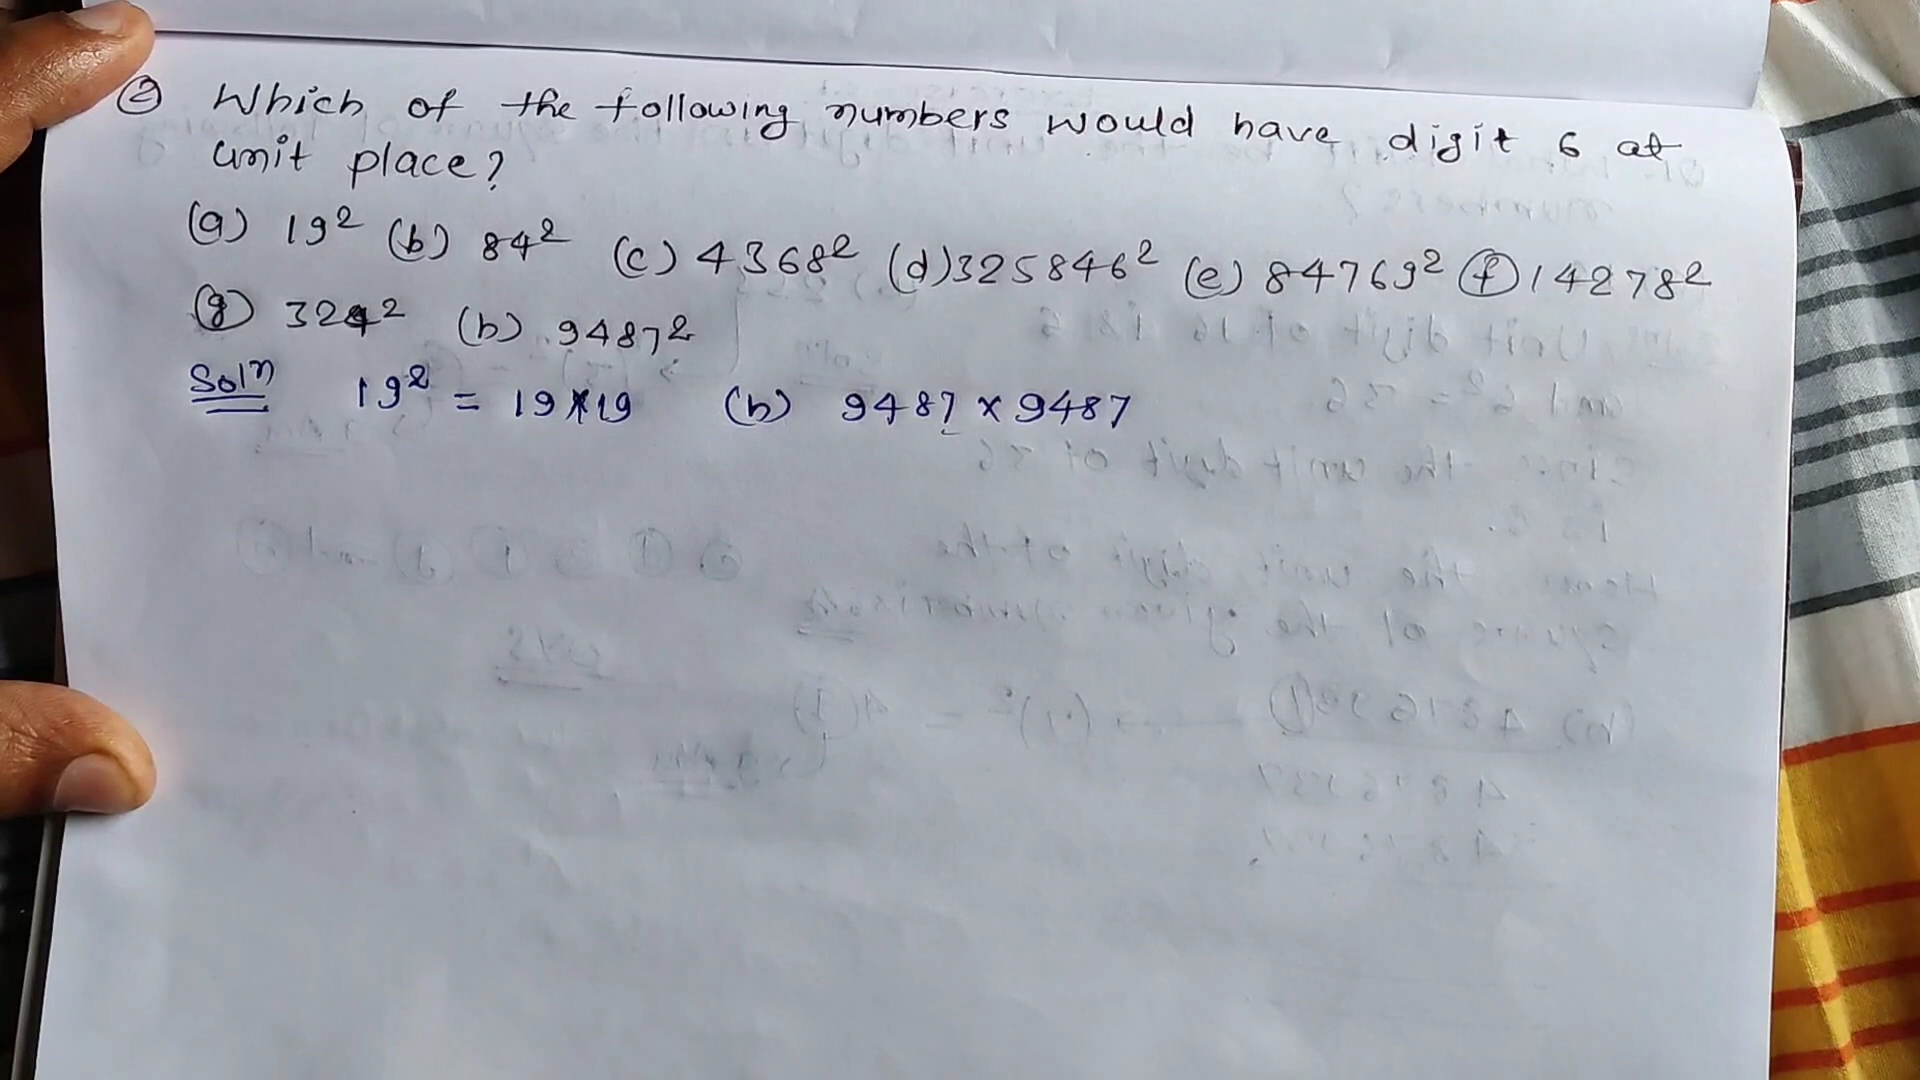 ② Which of the following numbers would have digit 6 at
unit place?
(a) 19² (b) 84² (c) 4368² (d) 325846² (e) 84769² (f) 14278²
(g) 324² (h) 9487²
Solⁿ 19² = 19×19 (h) 9487 × 9487